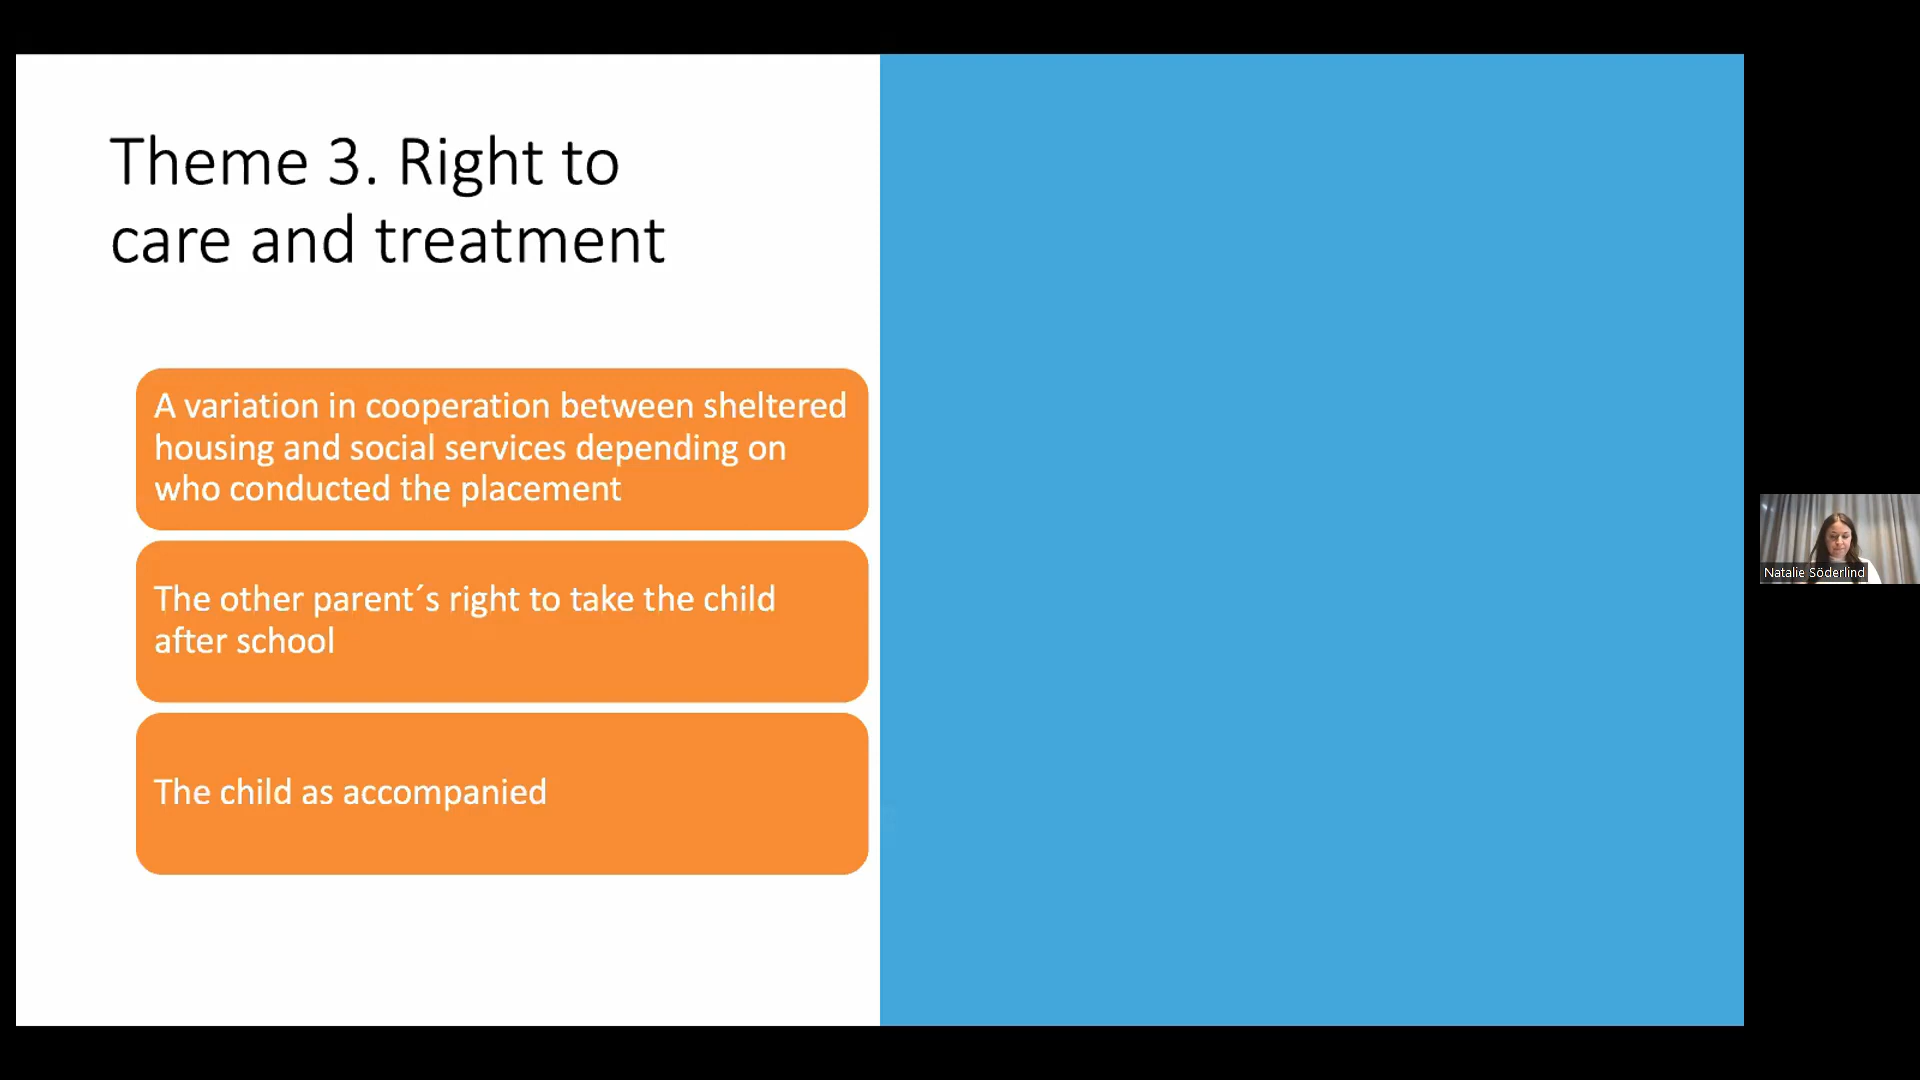 Theme 3. Right to
care and treatment
A variation in cooperation between sheltered
housing and social services depending on
who conducted the placement
The other parent´s right to take the child
after school
The child as accompanied
Natalie Söderlind